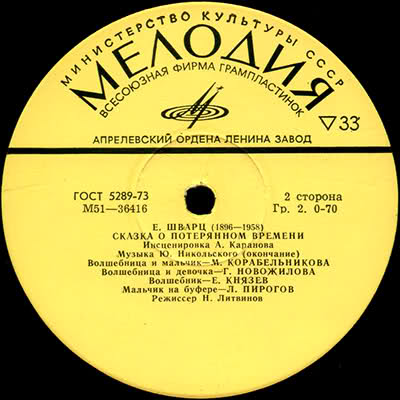 МИНИСТЕРСТВО КУЛЬТУРЫ СССР
МЕЛОДИЯ
ВСЕСОЮЗНАЯ ФИРМА ГРАМПЛАСТИНОК
▽33
АПРЕЛЕВСКИЙ ОРДЕНА ЛЕНИНА ЗАВОД
ГОСТ 5289-73
М51—36416
2 сторона
Гр. 2. 0-70
Е. ШВАРЦ (1896—1958)
СКАЗКА О ПОТЕРЯННОМ ВРЕМЕНИ
Инсценировка А. Каранова
Музыка Ю. Никольского (окончание)
Волшебница и мальчик—М. КОРАБЕЛЬНИКОВА
Волшебница и девочка—Г. НОВОЖИЛОВА
Волшебник—Е. КНЯЗЕВ
Мальчик на буфере—Л. ПИРОГОВ
Режиссер Н. Литвинов